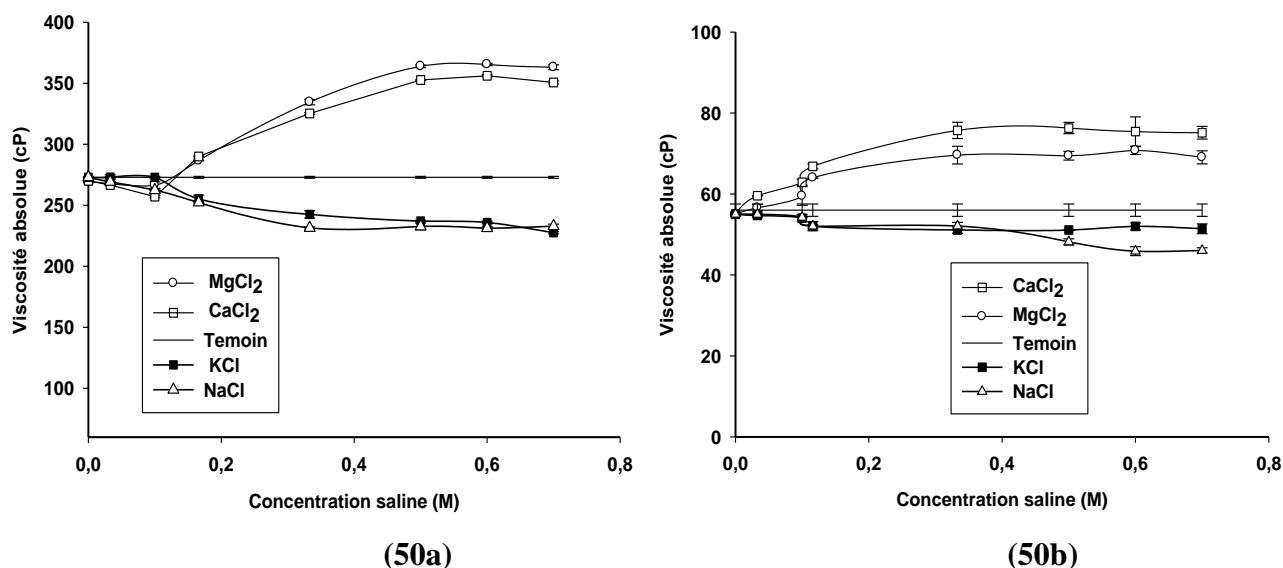 400
350
300
250
200
150
100
Viscosité absolue (cP)
MgCl2
CaCl2
Temoin
KCl
NaCl
0,0 0,2 0,4 0,6 0,8
Concentration saline (M)
(50a)
100
80
60
40
20
0
Viscosité absolue (cP)
CaCl2
MgCl2
Temoin
KCl
NaCl
0,0 0,2 0,4 0,6 0,8
Concentration saline (M)
(50b)